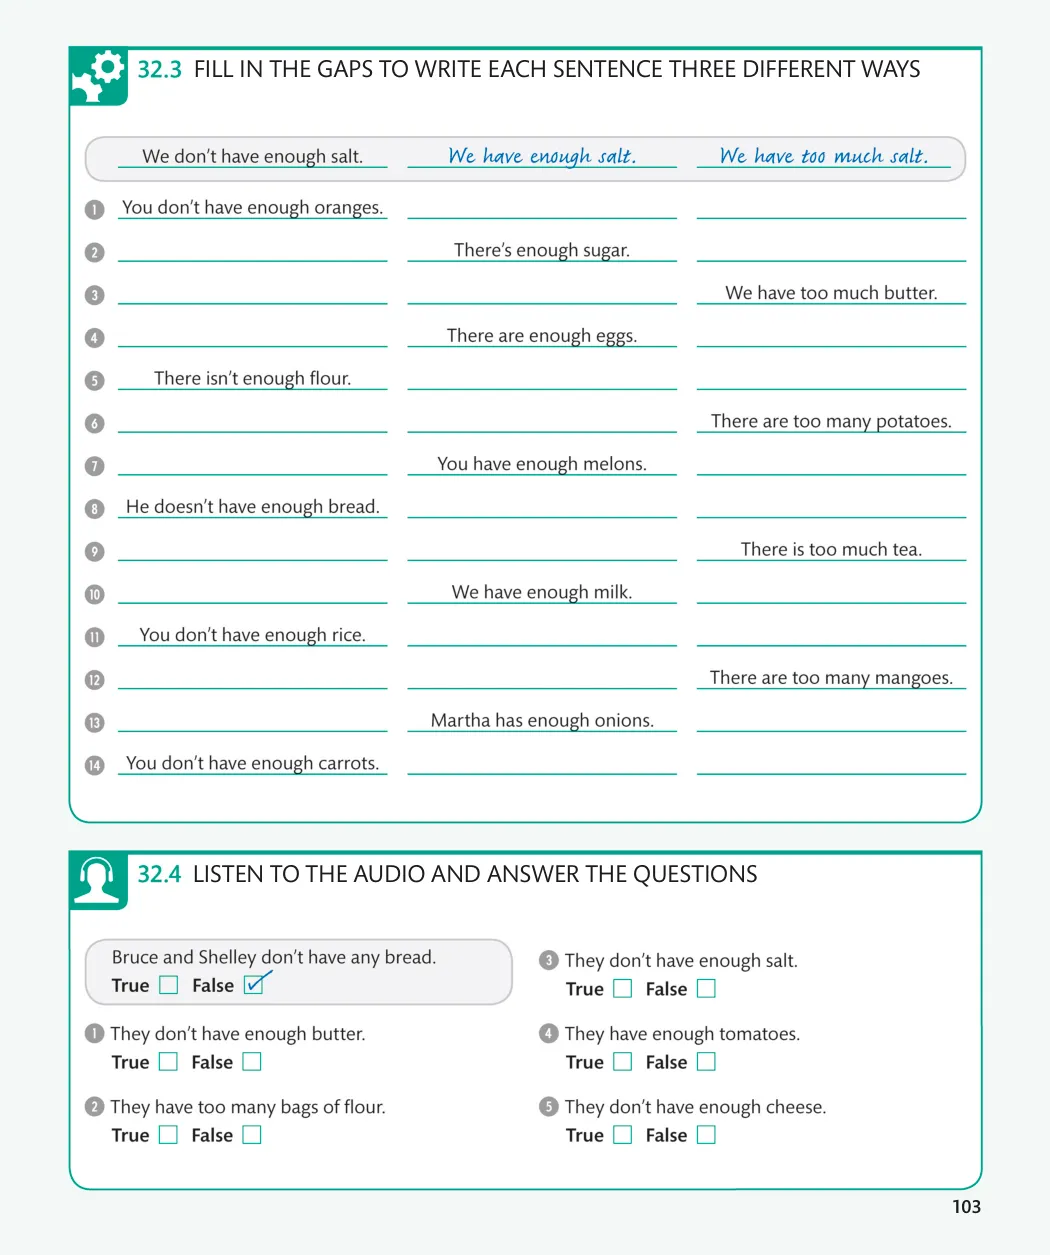 32.3 FILL IN THE GAPS TO WRITE EACH SENTENCE THREE DIFFERENT WAYS
We don’t have enough salt. We have enough salt. We have too much salt.
1 You don’t have enough oranges.
2 There’s enough sugar.
3 We have too much butter.
4 There are enough eggs.
5 There isn’t enough flour.
6 There are too many potatoes.
7 You have enough melons.
8 He doesn’t have enough bread.
9 There is too much tea.
10 We have enough milk.
11 You don’t have enough rice.
12 There are too many mangoes.
13 Martha has enough onions.
14 You don’t have enough carrots.
32.4 LISTEN TO THE AUDIO AND ANSWER THE QUESTIONS
Bruce and Shelley don’t have any bread.
True False
1 They don’t have enough butter.
True False
2 They have too many bags of flour.
True False
3 They don’t have enough salt.
True False
4 They have enough tomatoes.
True False
5 They don’t have enough cheese.
True False
103